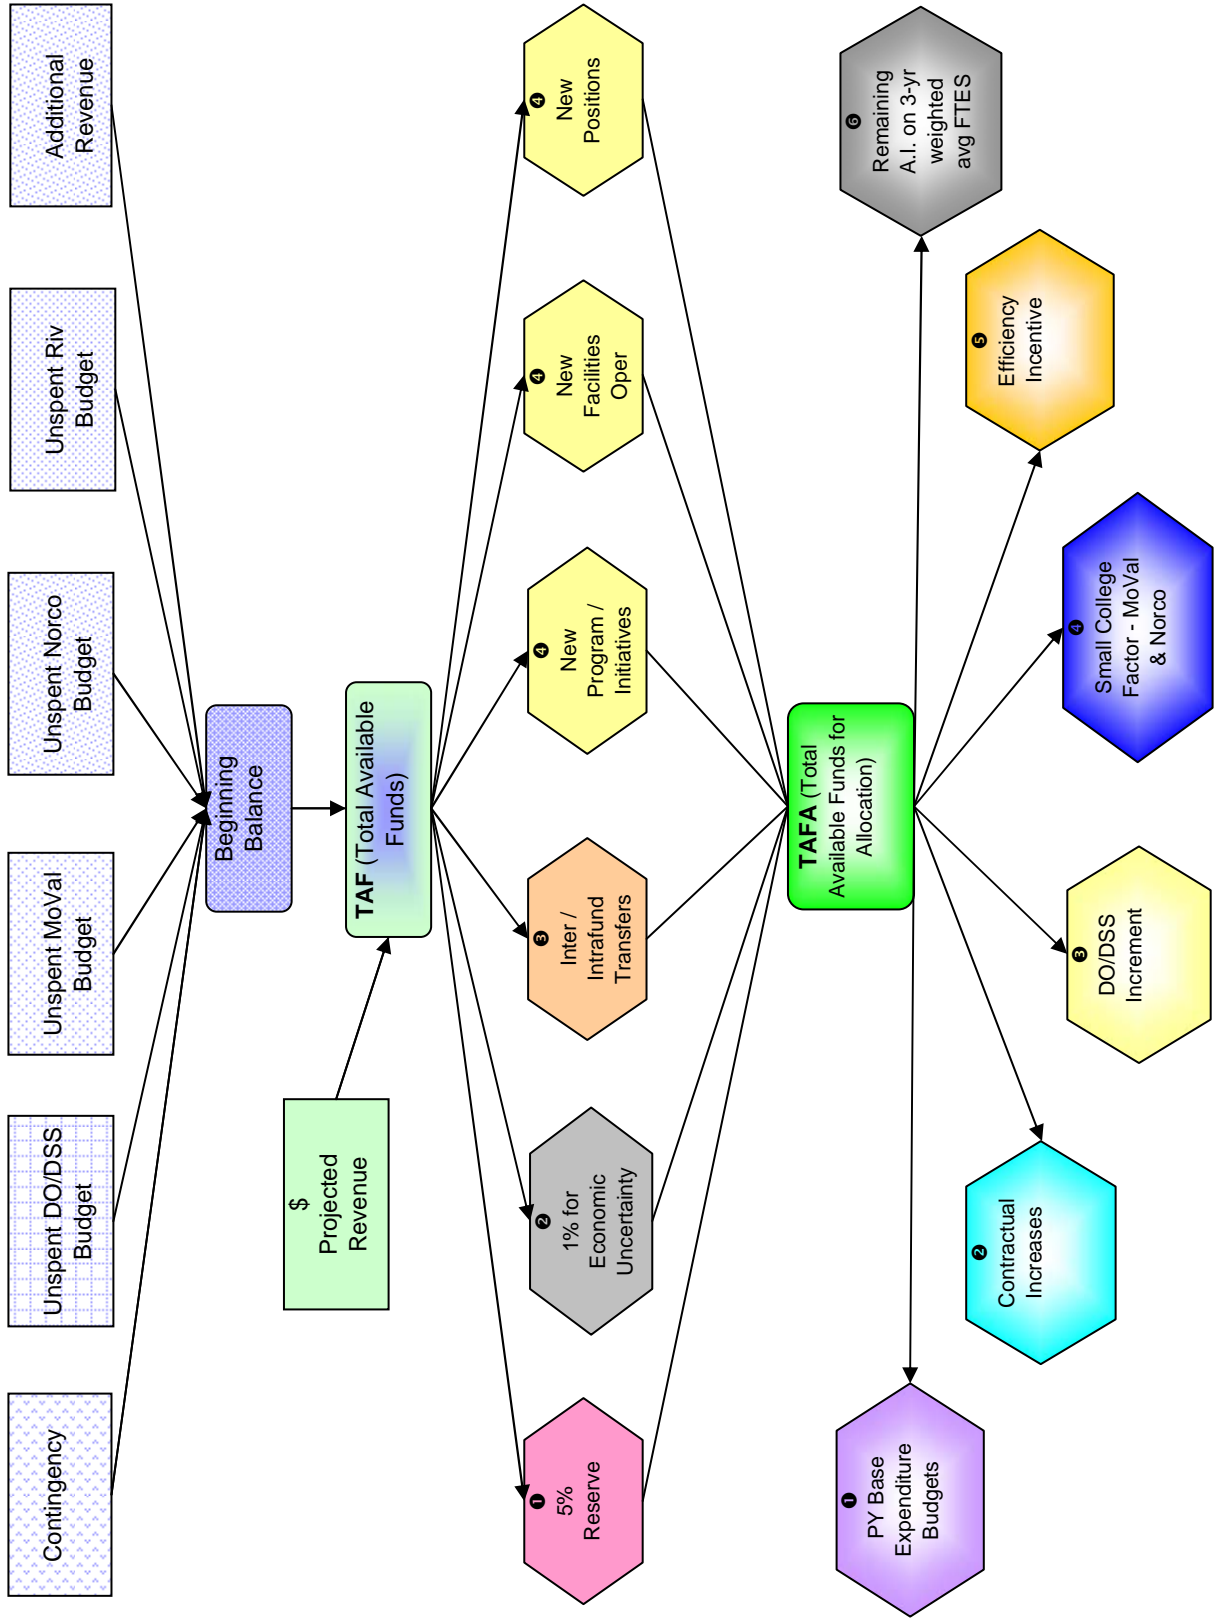 Contingency
Unspent DO/DSS
Budget
Unspent MoVal
Budget
Unspent Norco
Budget
Unspent Riv
Budget
Additional
Revenue
Beginning
Balance
$
Projected
Revenue
TAF (Total Available
Funds)
❶
5%
Reserve
❷
1% for
Economic
Uncertainty
❸
Inter /
Intrafund
Transfers
❹
New
Program /
Initiatives
❹
New
Facilities
Oper
❹
New
Positions
TAFA (Total
Available Funds for
Allocation)
❶
PY Base
Expenditure
Budgets
❷
Contractual
Increases
❸
DO/DSS
Increment
❹
Small College
Factor - MoVal
& Norco
❺
Efficiency
Incentive
❻
Remaining
A.I. on 3-yr
weighted
avg FTES